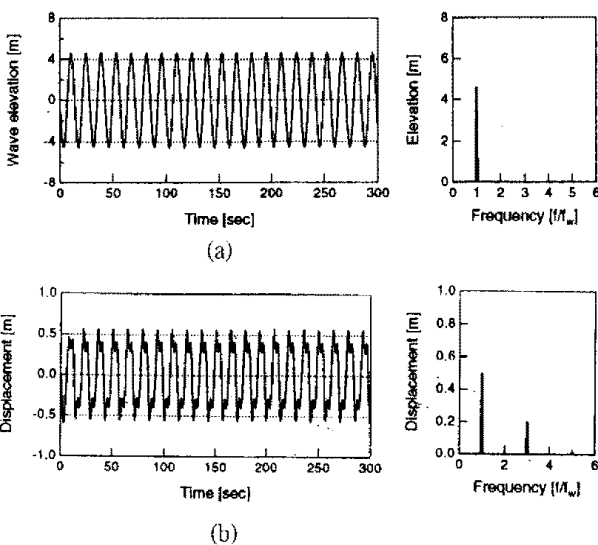 Wave elevation [m]
8
4
0
-4
-8
0 50 100 150 200 250 300
Time [sec]
Elevation [m]
8
6
4
2
0
0 1 2 3 4 5 6
Frequency [f/fw]
(a)
Displacement [m]
1.0
0.5
0.0
-0.5
-1.0
0 50 100 150 200 250 300
Time [sec]
Displacement [m]
1.0
0.8
0.6
0.4
0.2
0.0
0 2 4 6
Frequency [f/fw]
(b)